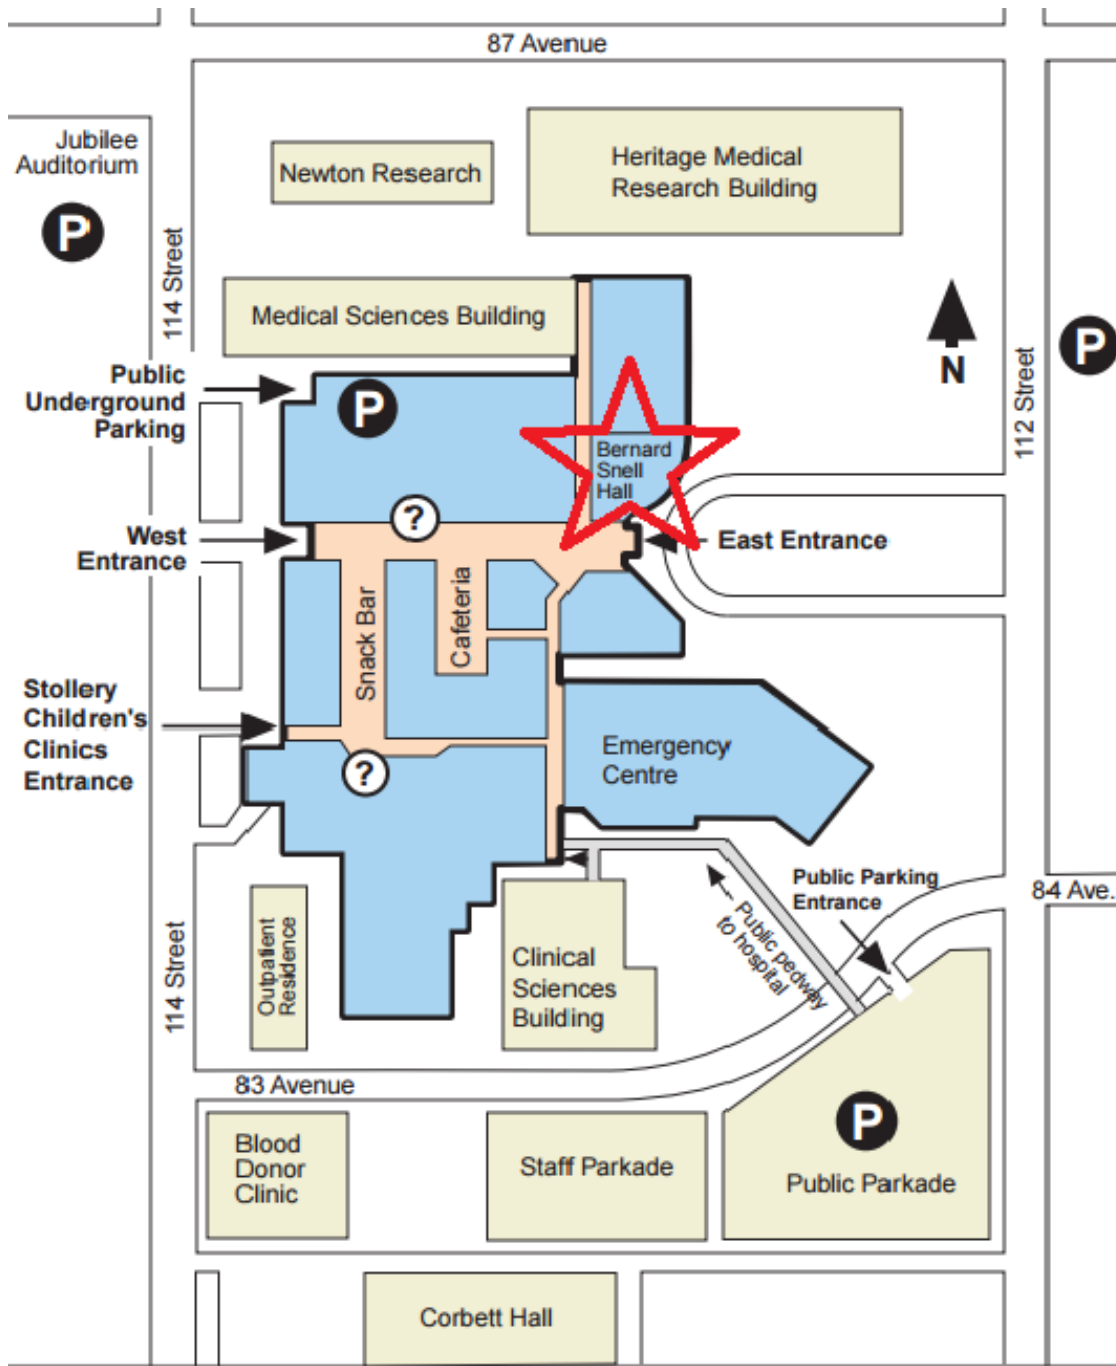 87 Avenue
Jubilee
Auditorium
P
Newton Research
Heritage Medical
Research Building
114 Street
Medical Sciences Building
N
P
112 Street
Public
Underground
Parking
P
Bernard
Snell
Hall
West
Entrance
?
East Entrance
Snack Bar
Cafeteria
Stollery
Children's
Clinics
Entrance
?
Emergency
Centre
Public Parking
Entrance
84 Ave.
Public pedway
to hospital
Outpatient
Residence
Clinical
Sciences
Building
114 Street
83 Avenue
Blood
Donor
Clinic
Staff Parkade
P
Public Parkade
Corbett Hall